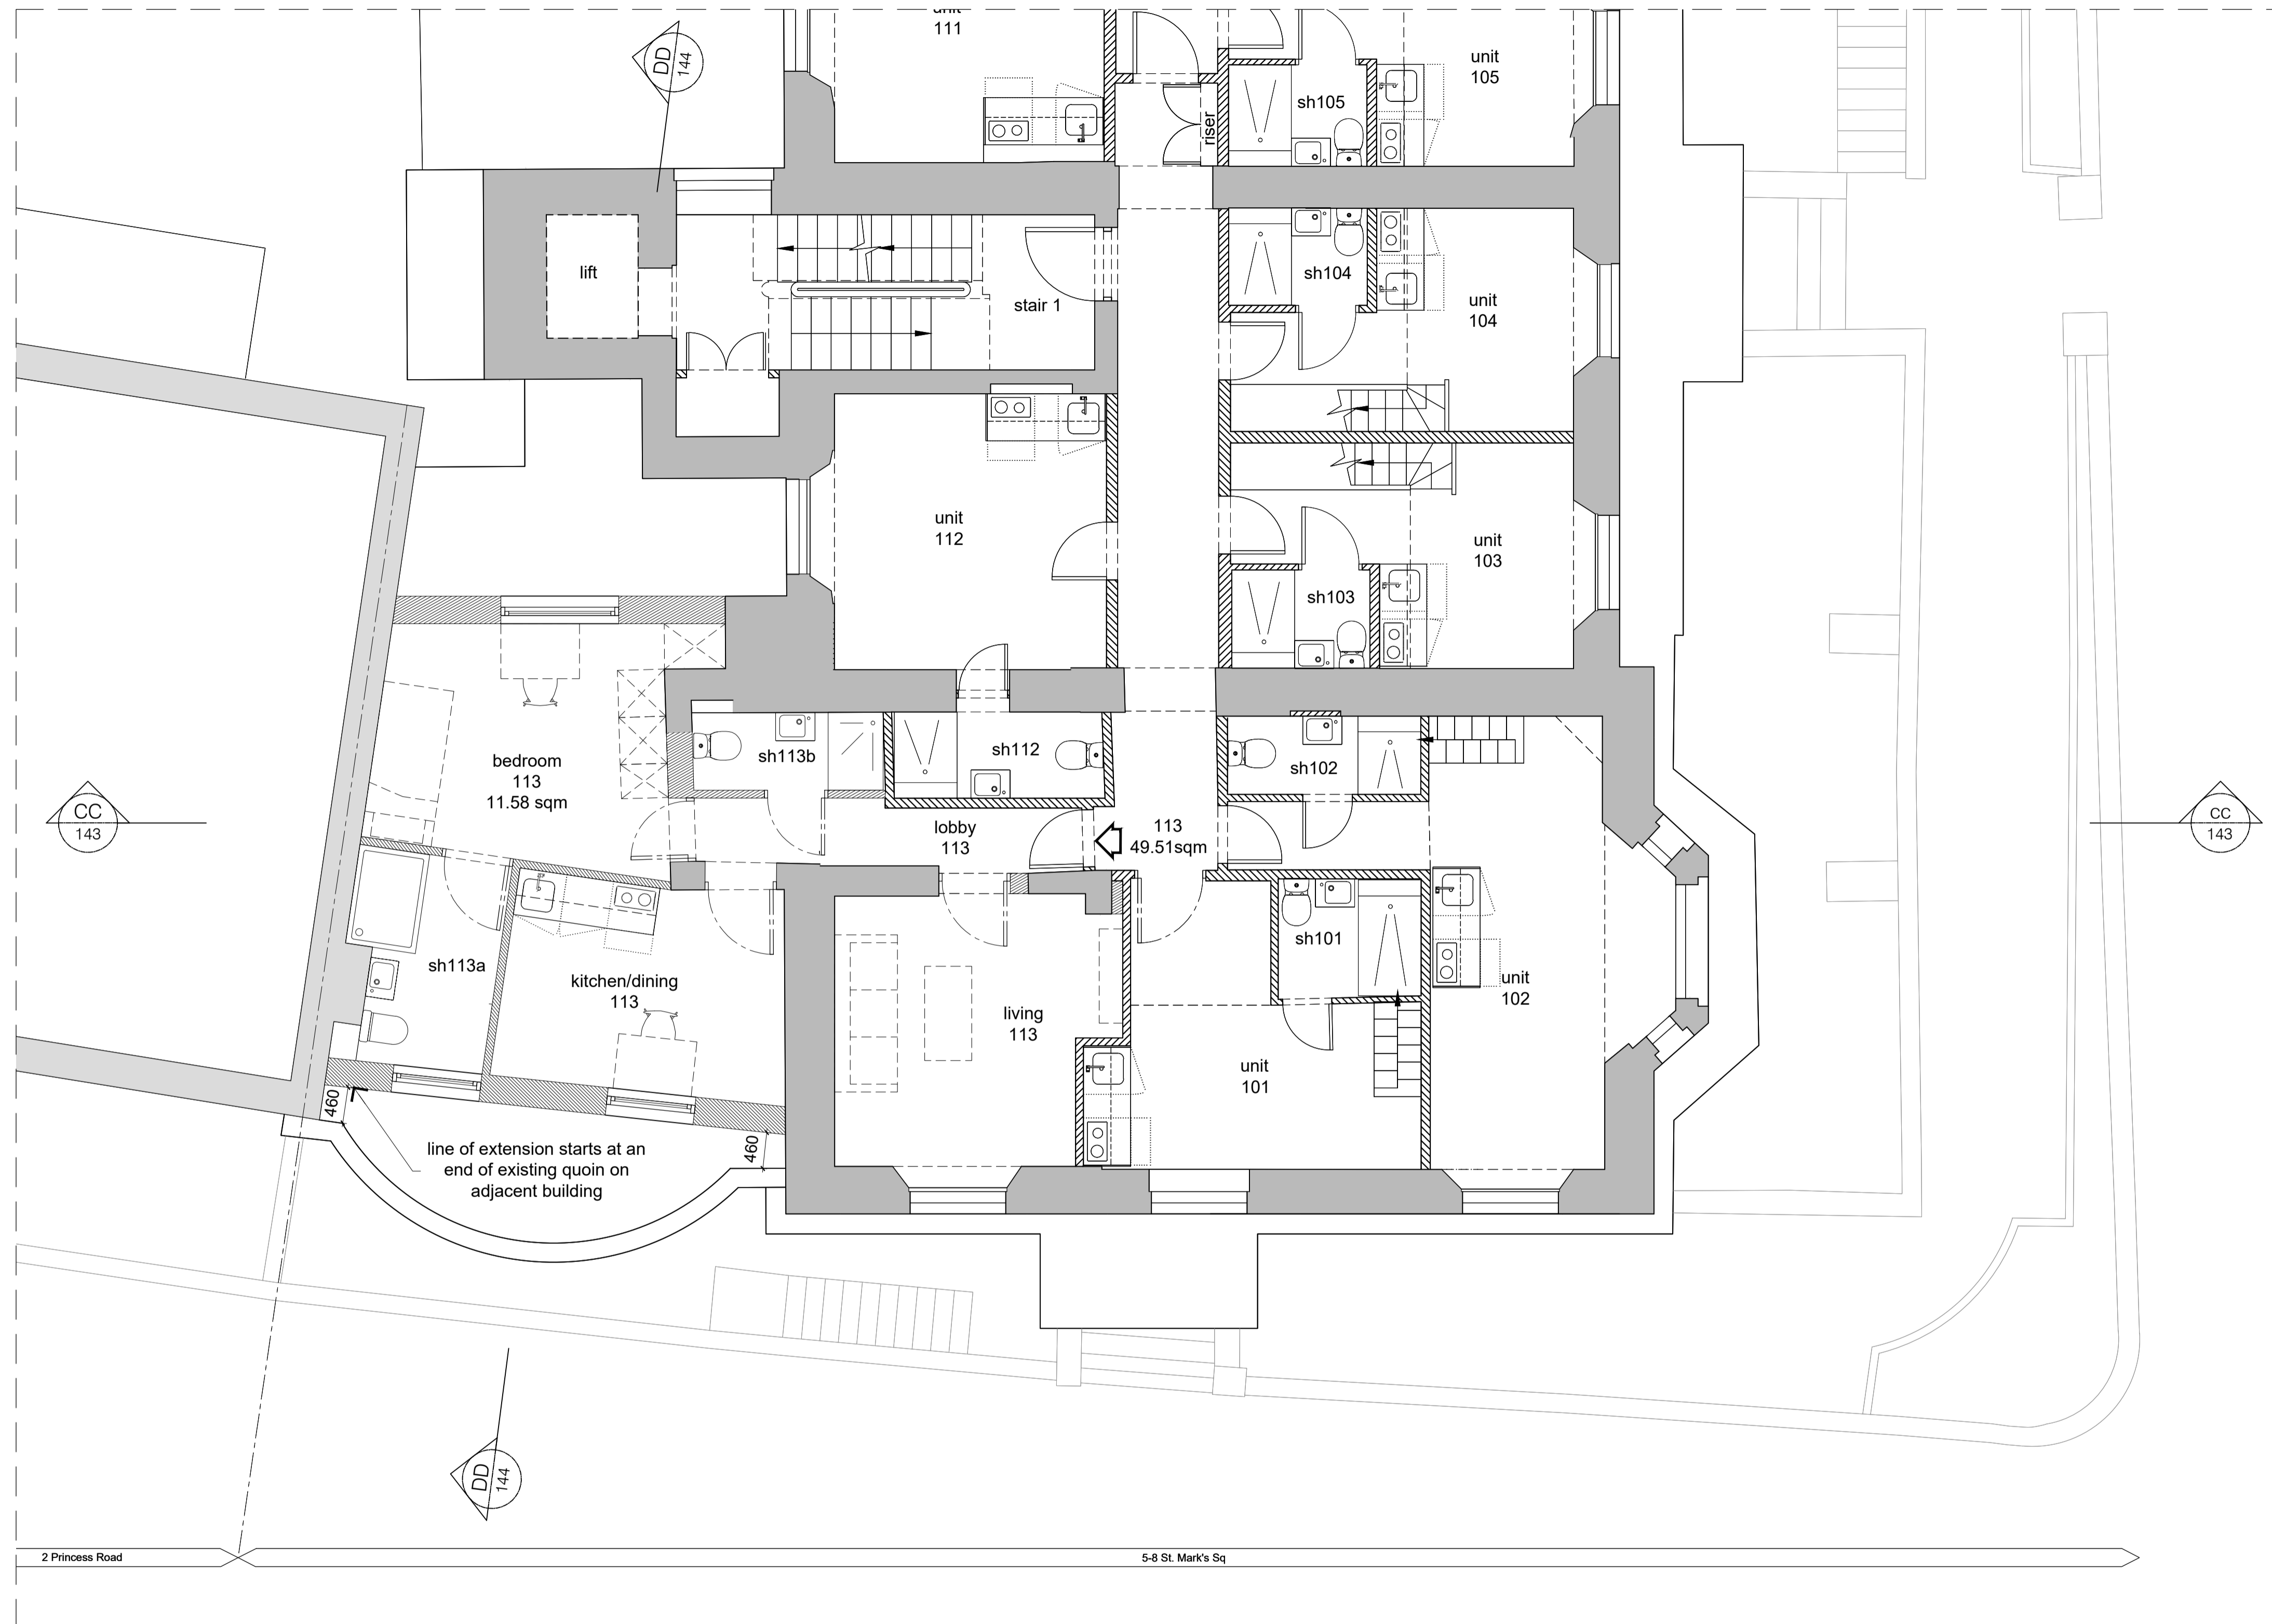 unit
111
DD
144
unit
105
sh105
riser
lift
sh104
stair 1
unit
104
unit
112
unit
103
sh103
bedroom
113
11.58 sqm
sh113b
sh112
sh102
CC
143
lobby
113
113
49.51sqm
CC
143
sh113a
kitchen/dining
113
sh101
unit
102
living
113
unit
101
460
460
line of extension starts at an
end of existing quoin on
adjacent building
DD
144
2 Princess Road
5-8 St. Mark's Sq